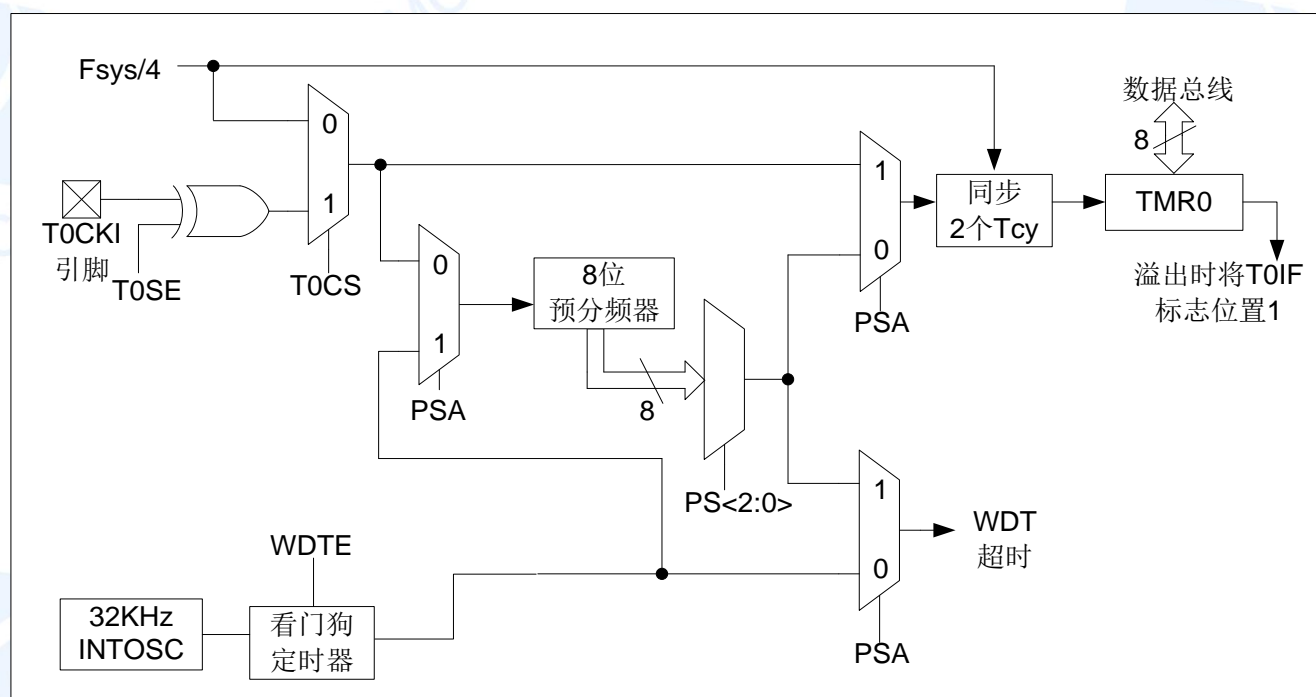 Fsys/4
数据总线
8
0
1
1
0
T0CKI
引脚
T0SE
T0CS
同步
2个Tcy
TMR0
溢出时将T0IF
标志位置1
PSA
0
1
8位
预分频器
8
PSA
PS<2:0>
1
0
WDT
超时
PSA
WDTE
32KHz
INTOSC
看门狗
定时器